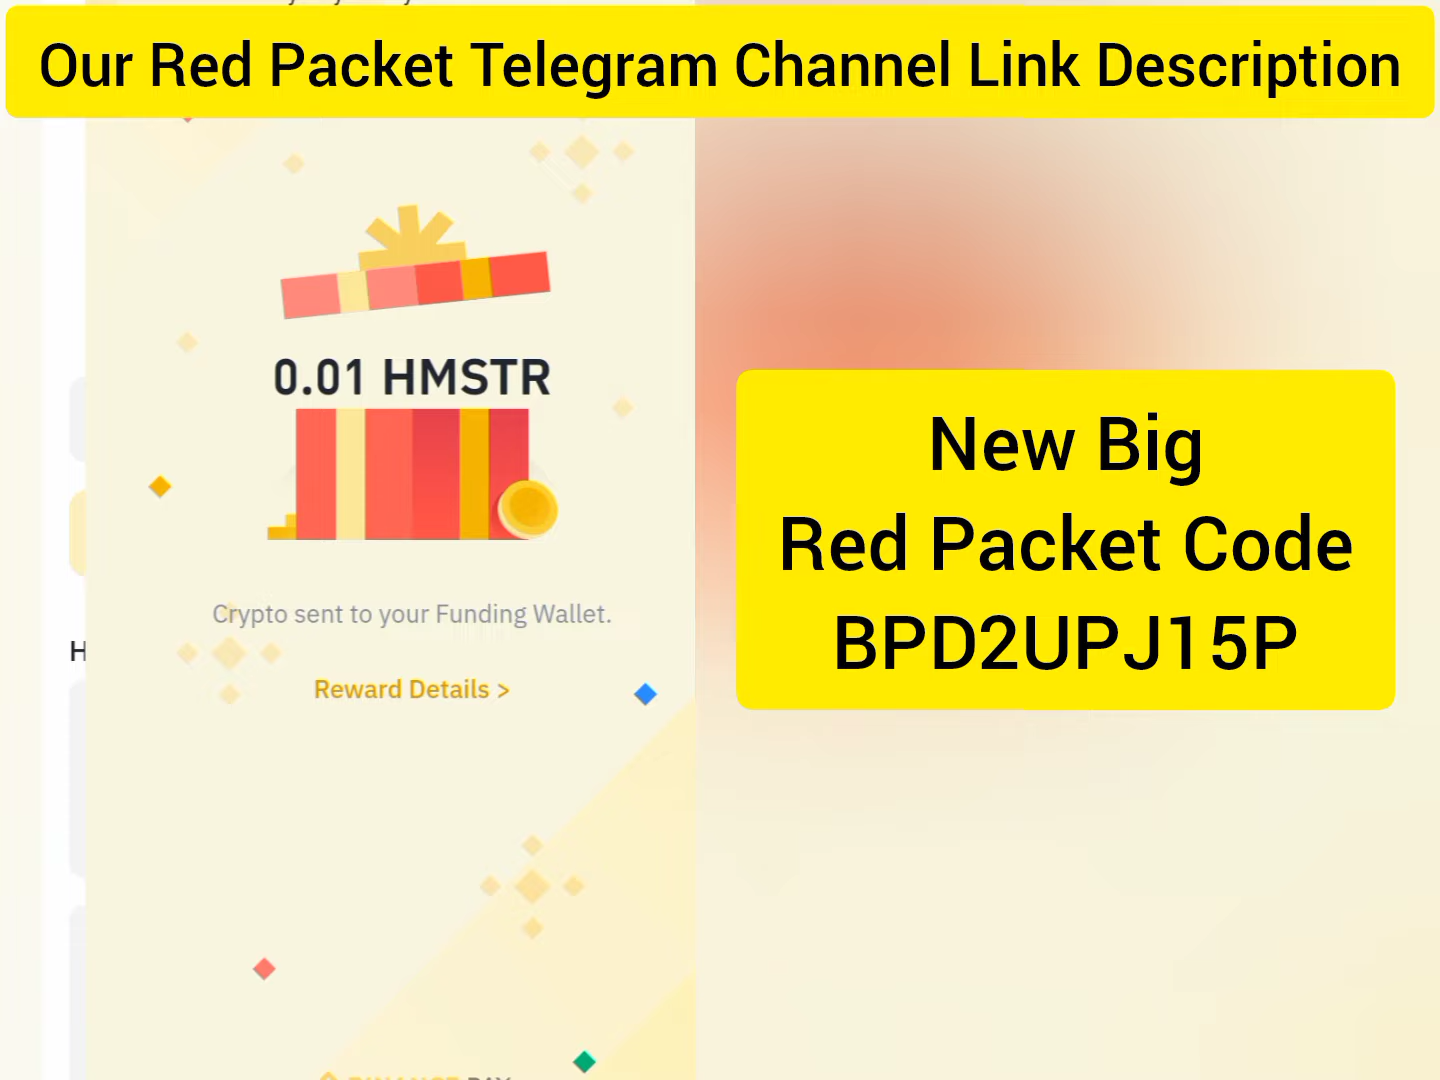 Our Red Packet Telegram Channel Link Description
0.01 HMSTR
Crypto sent to your Funding Wallet.
Reward Details >
H
New Big
Red Packet Code
BPD2UPJ15P